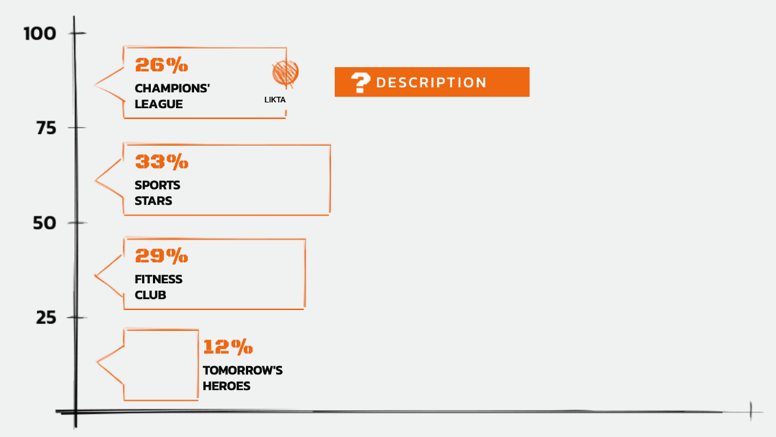 100
26%
CHAMPIONS'
LEAGUE
LIKTA
? DESCRIPTION
75
33%
SPORTS
STARS
50
29%
FITNESS
CLUB
25
12%
TOMORROW'S
HEROES